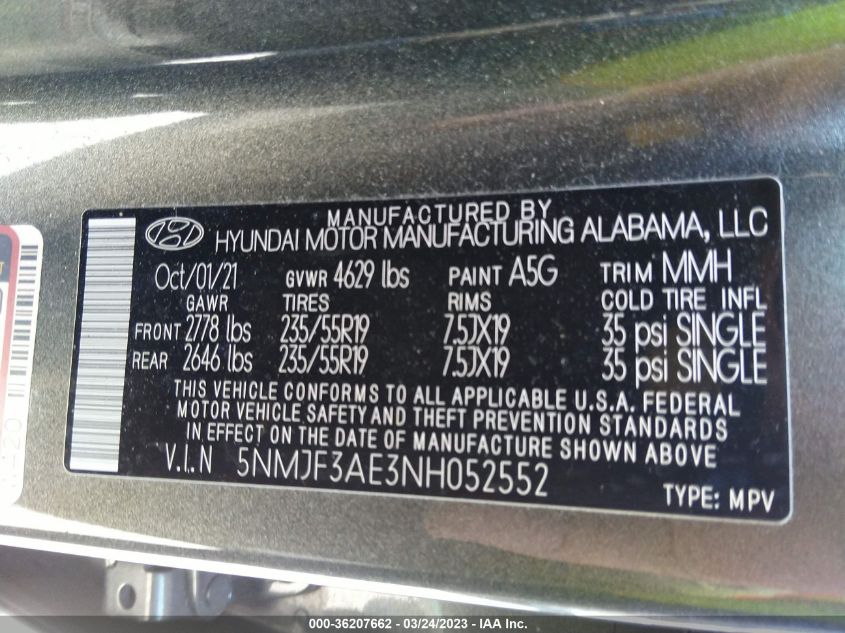 MANUFACTURED BY
HYUNDAI MOTOR MANUFACTURING ALABAMA, LLC
Oct/01/21 GVWR 4629 lbs PAINT A5G TRIM MMH
GAWR TIRES RIMS COLD TIRE INFL
FRONT 2778 lbs 235/55R19 7.5JX19 35 psi SINGLE
REAR 2646 lbs 235/55R19 7.5JX19 35 psi SINGLE
THIS VEHICLE CONFORMS TO ALL APPLICABLE U.S.A. FEDERAL
MOTOR VEHICLE SAFETY AND THEFT PREVENTION STANDARDS
IN EFFECT ON THE DATE OF MANUFACTURE SHOWN ABOVE
V.I.N 5NMJF3AE3NH052552
TYPE: MPV
000-36207662 - 03/24/2023 - IAA Inc.